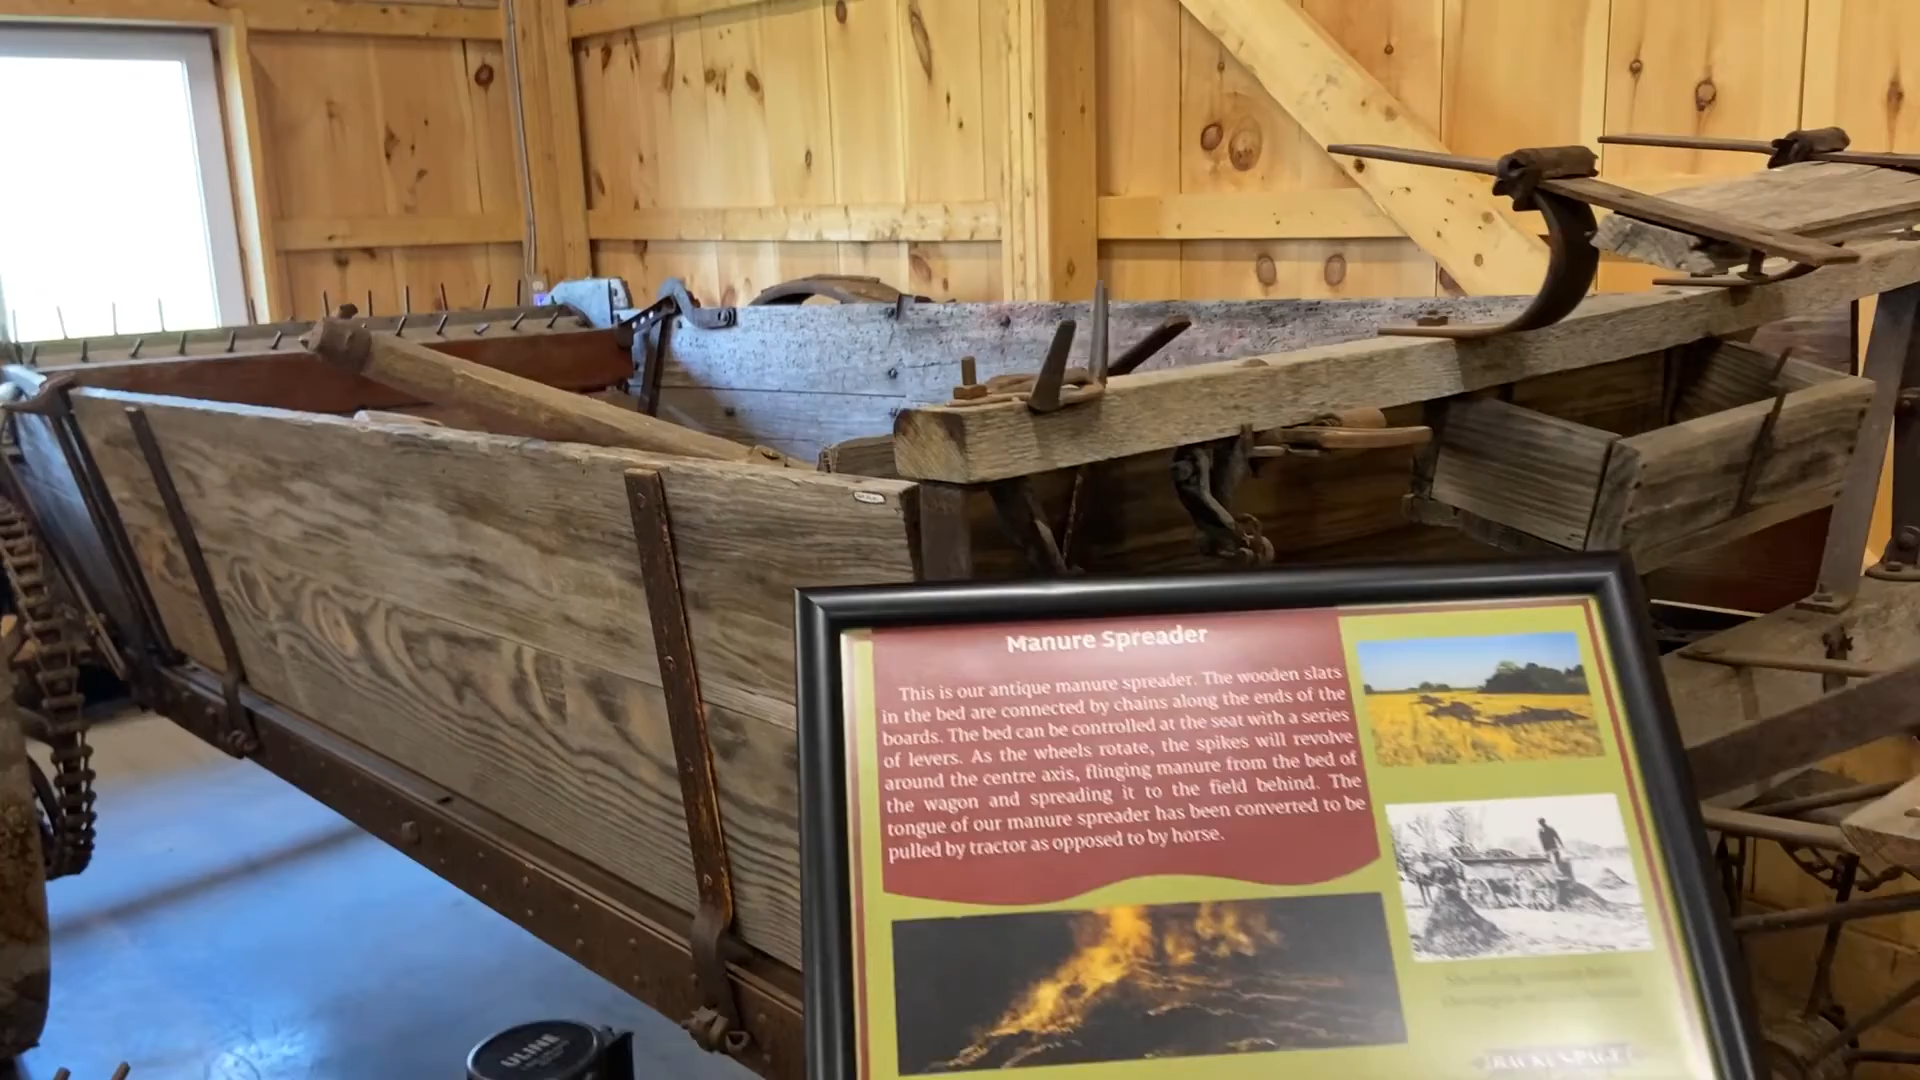 Manure Spreader
This is our antique manure spreader. The wooden slats
in the bed are connected by chains along the ends of the
boards. The bed can be controlled at the seat with a series
of levers. As the wheels rotate, the spikes will revolve
around the centre axis, flinging manure from the bed of
the wagon and spreading it to the field behind. The
tongue of our manure spreader has been converted to be
pulled by tractor as opposed to by horse.
ULINE